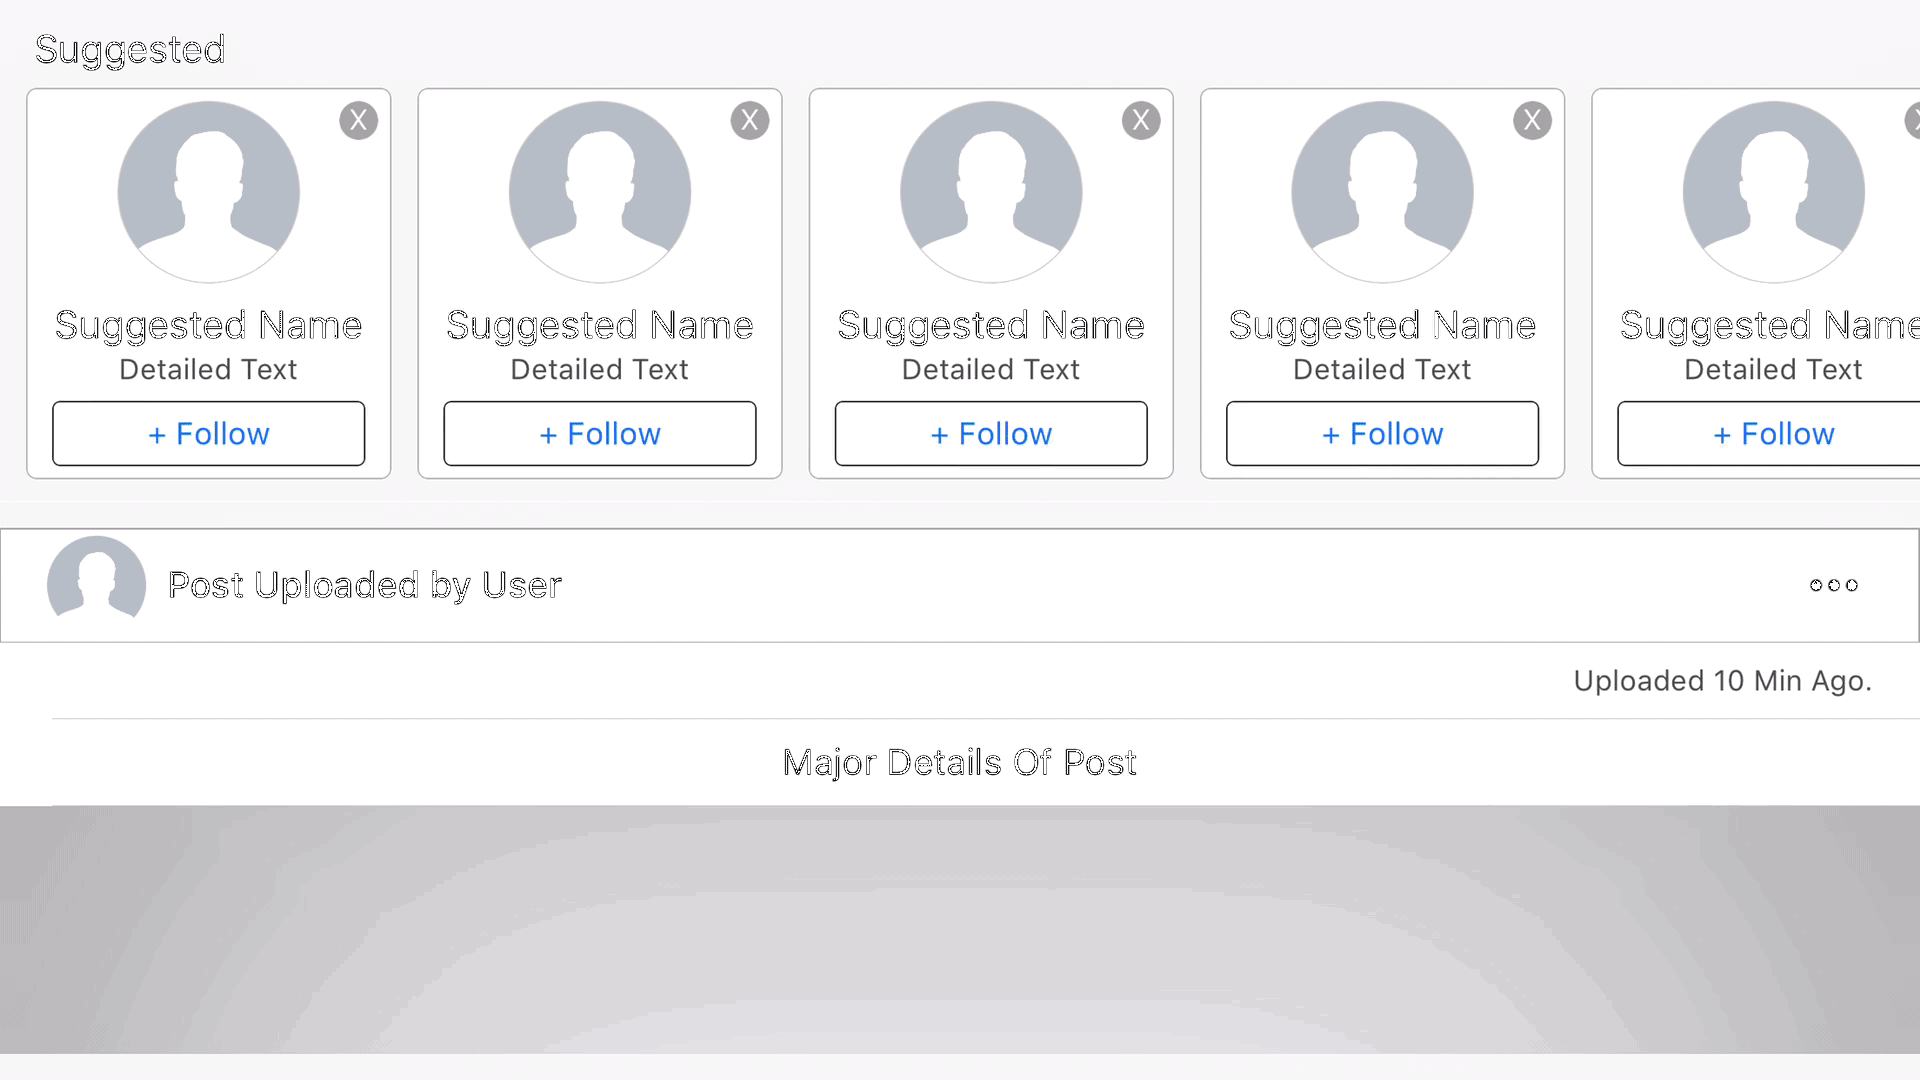 Suggested
X
X
X
X
Suggested Name
Suggested Name
Suggested Name
Suggested Name
Suggested Name
Detailed Text
Detailed Text
Detailed Text
Detailed Text
Detailed Text
+ Follow
+ Follow
+ Follow
+ Follow
+ Follow
Post Uploaded by User
Uploaded 10 Min Ago.
Major Details Of Post